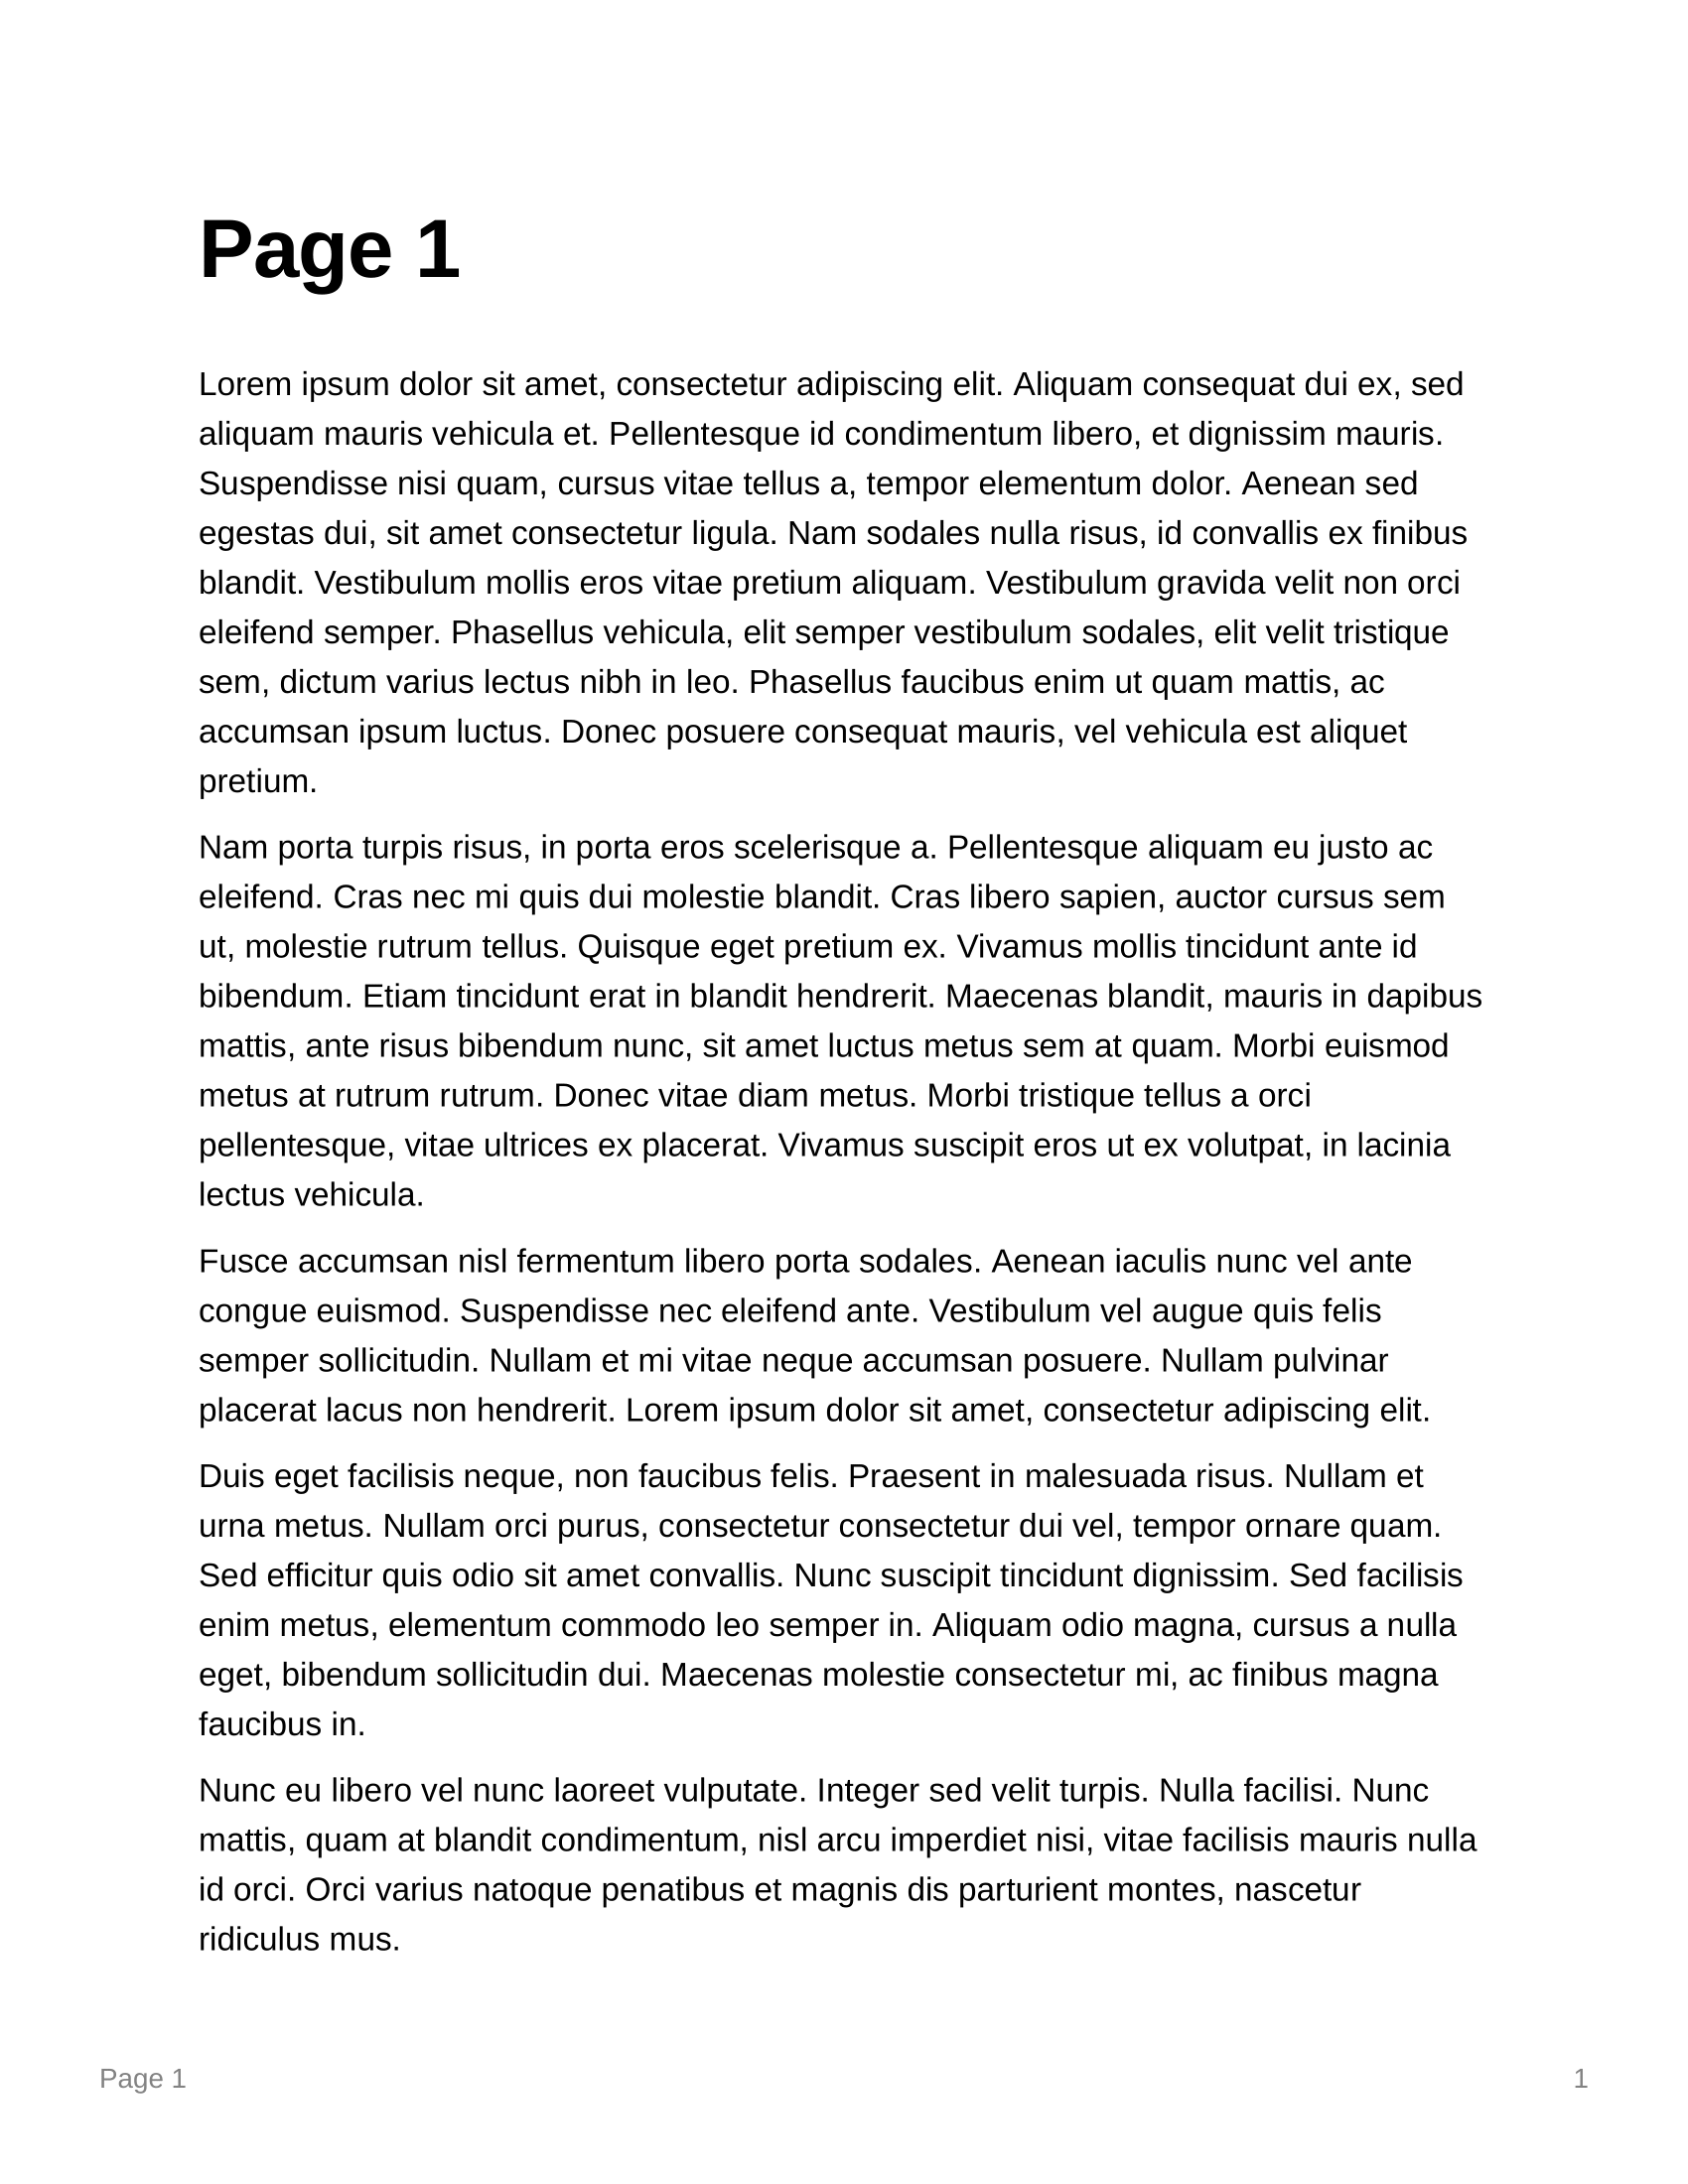 Page 1
Lorem ipsum dolor sit amet, consectetur adipiscing elit. Aliquam consequat dui ex, sed
aliquam mauris vehicula et. Pellentesque id condimentum libero, et dignissim mauris.
Suspendisse nisi quam, cursus vitae tellus a, tempor elementum dolor. Aenean sed
egestas dui, sit amet consectetur ligula. Nam sodales nulla risus, id convallis ex finibus
blandit. Vestibulum mollis eros vitae pretium aliquam. Vestibulum gravida velit non orci
eleifend semper. Phasellus vehicula, elit semper vestibulum sodales, elit velit tristique
sem, dictum varius lectus nibh in leo. Phasellus faucibus enim ut quam mattis, ac
accumsan ipsum luctus. Donec posuere consequat mauris, vel vehicula est aliquet
pretium.
Nam porta turpis risus, in porta eros scelerisque a. Pellentesque aliquam eu justo ac
eleifend. Cras nec mi quis dui molestie blandit. Cras libero sapien, auctor cursus sem
ut, molestie rutrum tellus. Quisque eget pretium ex. Vivamus mollis tincidunt ante id
bibendum. Etiam tincidunt erat in blandit hendrerit. Maecenas blandit, mauris in dapibus
mattis, ante risus bibendum nunc, sit amet luctus metus sem at quam. Morbi euismod
metus at rutrum rutrum. Donec vitae diam metus. Morbi tristique tellus a orci
pellentesque, vitae ultrices ex placerat. Vivamus suscipit eros ut ex volutpat, in lacinia
lectus vehicula.
Fusce accumsan nisl fermentum libero porta sodales. Aenean iaculis nunc vel ante
congue euismod. Suspendisse nec eleifend ante. Vestibulum vel augue quis felis
semper sollicitudin. Nullam et mi vitae neque accumsan posuere. Nullam pulvinar
placerat lacus non hendrerit. Lorem ipsum dolor sit amet, consectetur adipiscing elit.
Duis eget facilisis neque, non faucibus felis. Praesent in malesuada risus. Nullam et
urna metus. Nullam orci purus, consectetur consectetur dui vel, tempor ornare quam.
Sed efficitur quis odio sit amet convallis. Nunc suscipit tincidunt dignissim. Sed facilisis
enim metus, elementum commodo leo semper in. Aliquam odio magna, cursus a nulla
eget, bibendum sollicitudin dui. Maecenas molestie consectetur mi, ac finibus magna
faucibus in.
Nunc eu libero vel nunc laoreet vulputate. Integer sed velit turpis. Nulla facilisi. Nunc
mattis, quam at blandit condimentum, nisl arcu imperdiet nisi, vitae facilisis mauris nulla
id orci. Orci varius natoque penatibus et magnis dis parturient montes, nascetur
ridiculus mus.
Page 1 1